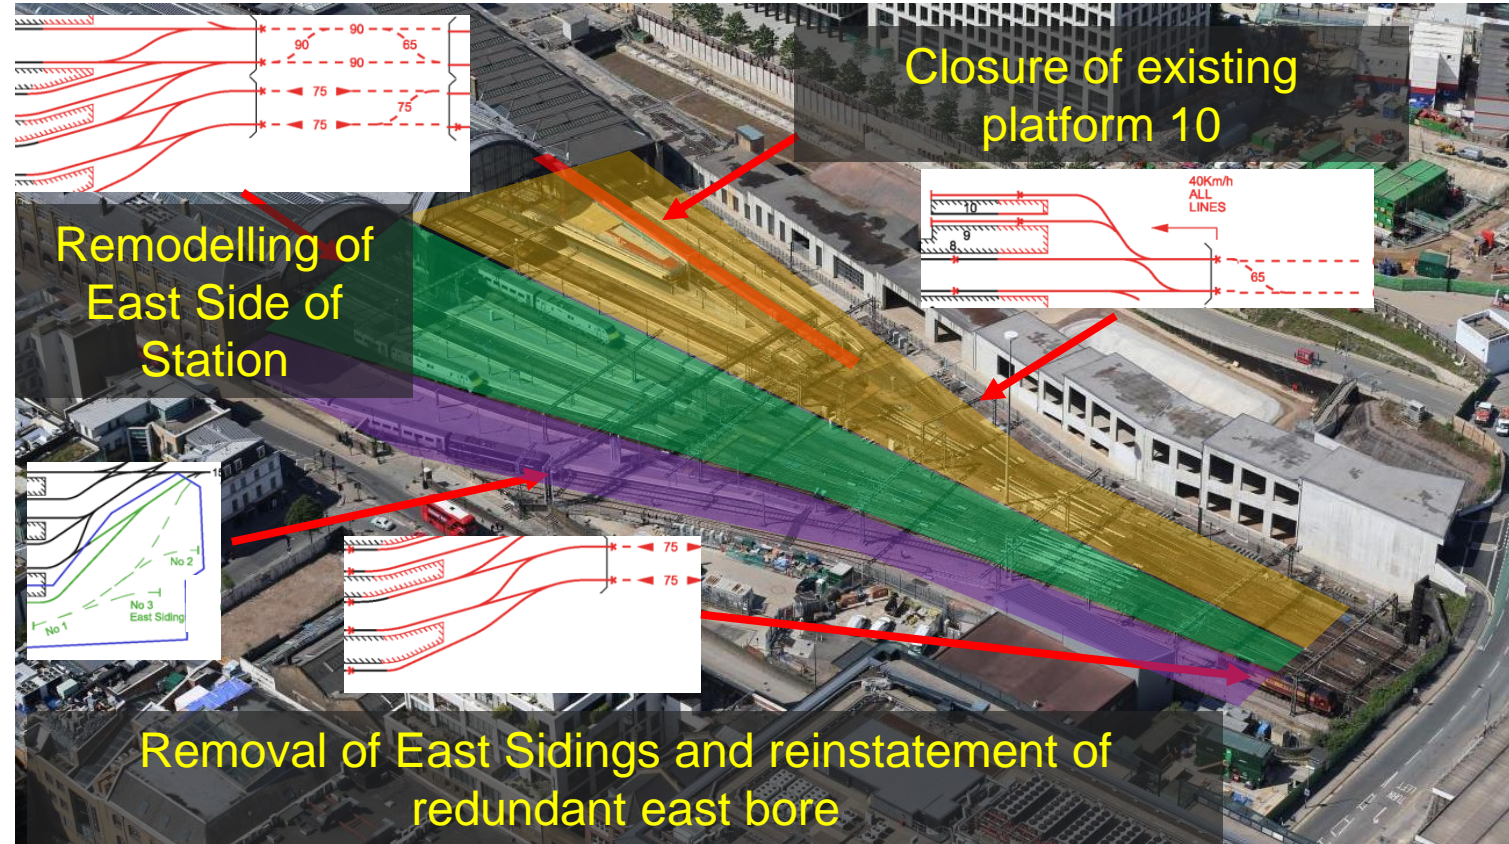 90
90
65
90
75
75
75
Closure of existing
platform 10
40Km/h
ALL
LINES
10
9
8
65
Remodelling of
East Side of
Station
15
No 2
No 3
East Siding
No 1
75
75
Removal of East Sidings and reinstatement of
redundant east bore